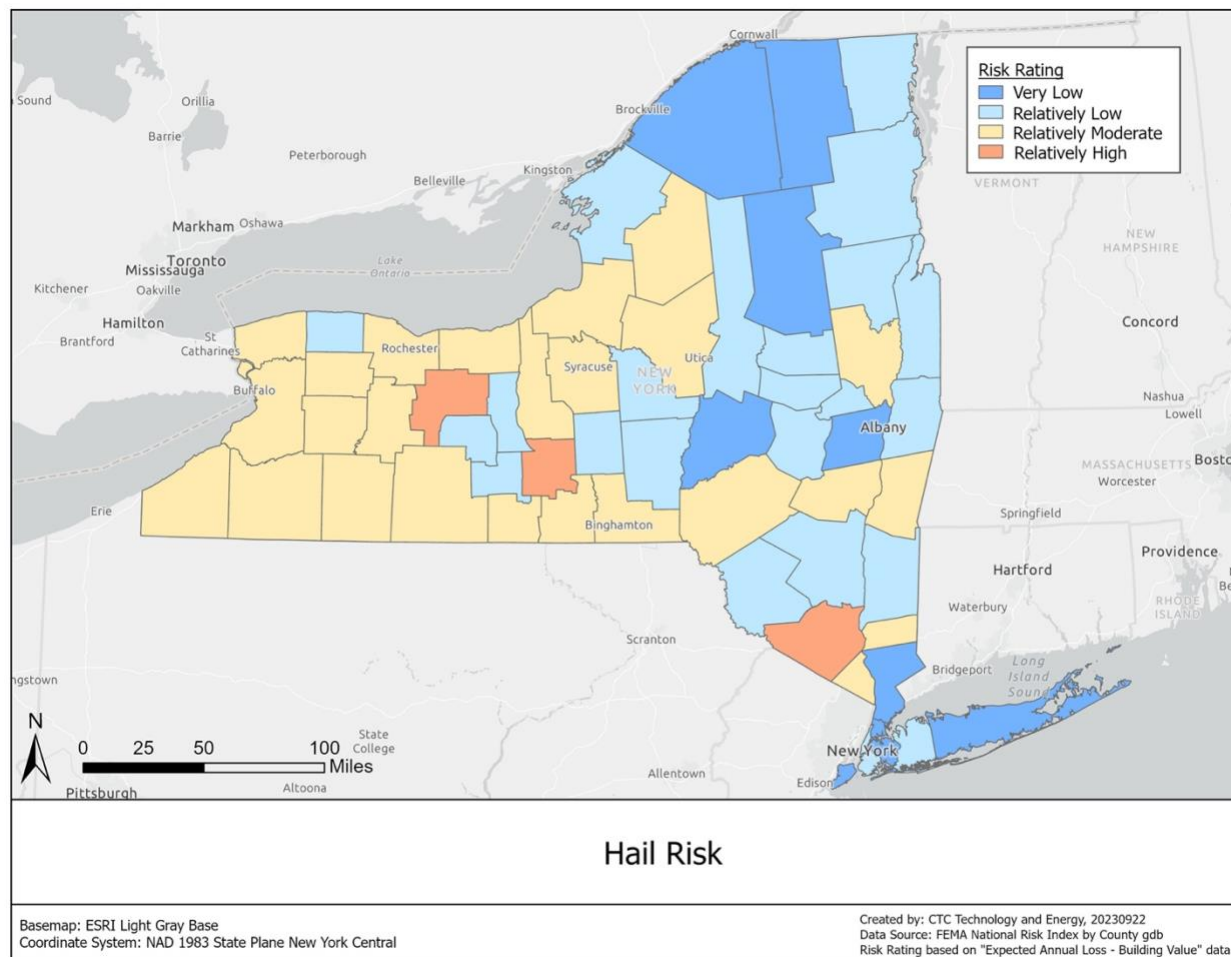 Cornwall
n Sound
Orillia
Barrie
Brockville
Peterborough
Kingston
Belleville
Risk Rating
Very Low
Relatively Low
Relatively Moderate
Relatively High
VERMONT
Markham
Oshawa
Toronto
Mississauga
Lake
Ontario
NEW
HAMPSHIRE
Kitchener
Oakville
Hamilton
Brantford
St
Catharines
Concord
Rochester
Syracuse
Utica
NEW
YORK
Buffalo
Nashua
Lowell
Albany
MASSACHUSETTS
Worcester
Bosto
Erie
Springfield
Binghamton
Providence
Hartford
Be
RHODE
ISLAND
Waterbury
Scranton
Bridgeport
Long
Island
Sound
ngstown
N
State
College
0 25 50 100
Miles
New York
Allentown
Edison
Altoona
Pittsburgh
Hail Risk
Basemap: ESRI Light Gray Base
Coordinate System: NAD 1983 State Plane New York Central
Created by: CTC Technology and Energy, 20230922
Data Source: FEMA National Risk Index by County gdb
Risk Rating based on "Expected Annual Loss - Building Value" data